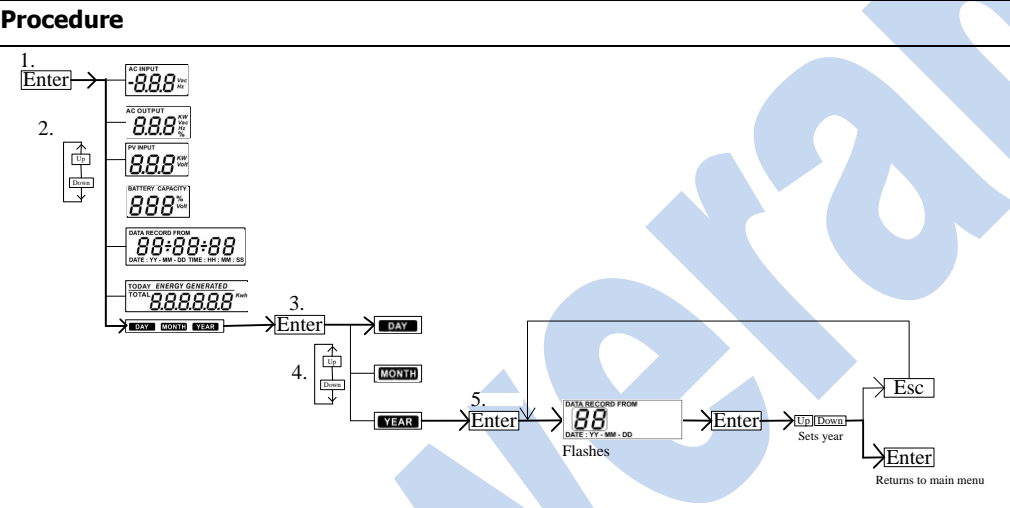 Procedure
1.
Enter
AC INPUT
-8.8.8 Vac
Hz
2.
Up
Down
AC OUTPUT
8.8.8 KW
Vac
Hz
%
PV INPUT
8.8.8 KW
Volt
BATTERY CAPACITY
888 %
Volt
DATA RECORD FROM
88:88:88
DATE : YY - MM - DD TIME : HH : MM : SS
TODAY ENERGY GENERATED
TOTAL 8.8.8.8.8.8 Kwh
DAY MONTH YEAR
3.
Enter
4.
Up
Down
DAY
MONTH
YEAR
5.
Enter
DATA RECORD FROM
88
DATE : YY - MM - DD
Flashes
Enter
Up Down
Sets year
Esc
Enter
Returns to main menu